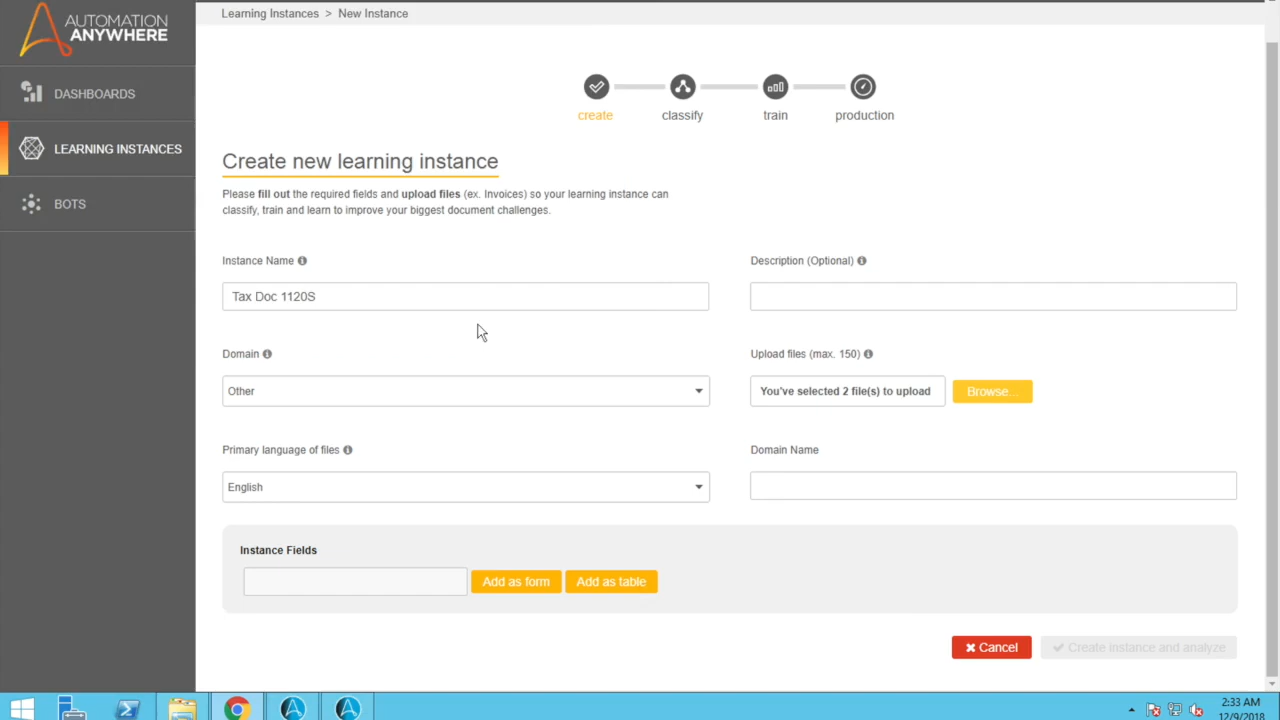 AUTOMATION
ANYWHERE
DASHBOARDS
LEARNING INSTANCES
BOTS
Learning Instances > New Instance
create
classify
train
production
Create new learning instance
Please fill out the required fields and upload files (ex. Invoices) so your learning instance can
classify, train and learn to improve your biggest document challenges.
Instance Name
Description (Optional)
Tax Doc 1120S
Domain
Upload files (max. 150)
Other
You've selected 2 file(s) to upload
Browse...
Primary language of files
Domain Name
English
Instance Fields
Add as form
Add as table
Cancel
Create instance and analyze
2:33 AM
12/9/2018